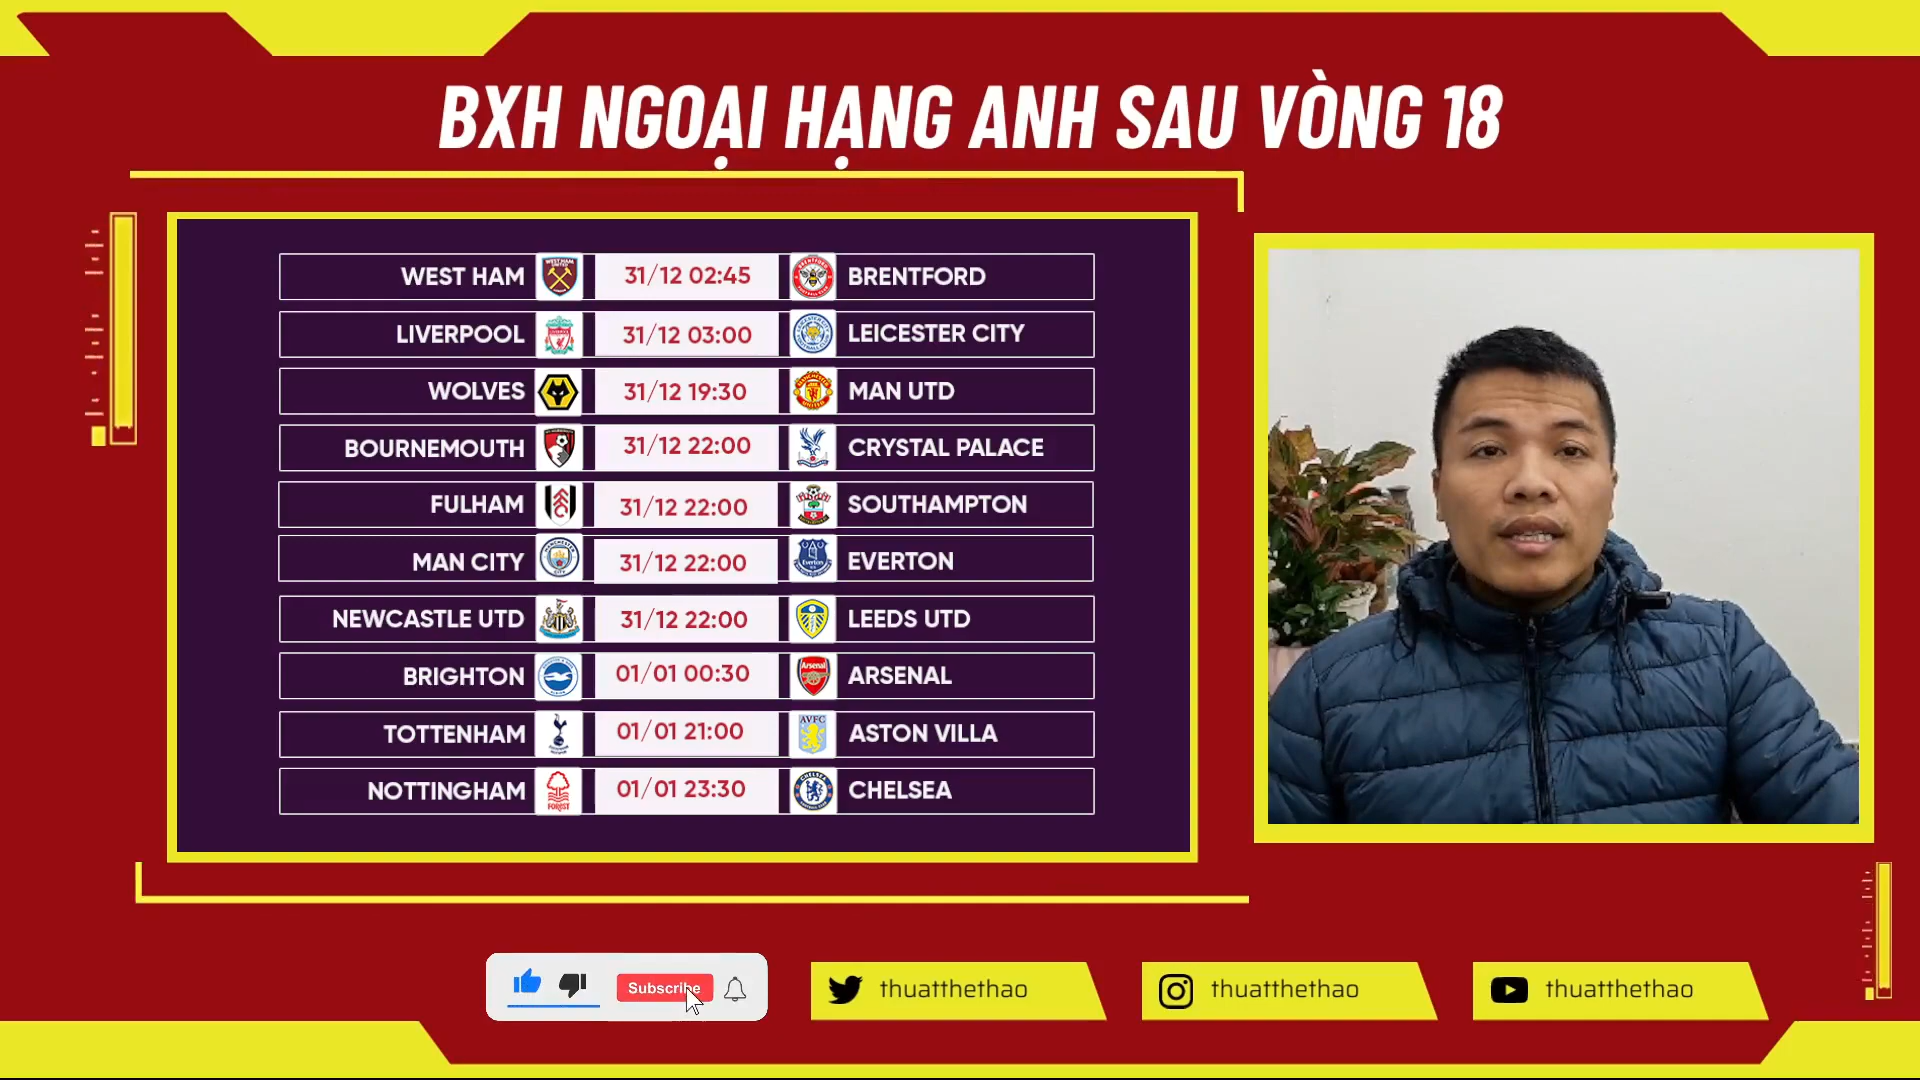 BXH NGOẠI HẠNG ANH SAU VÒNG 18
WEST HAM 31/12 02:45 BRENTFORD
LIVERPOOL 31/12 03:00 LEICESTER CITY
WOLVES 31/12 19:30 MAN UTD
BOURNEMOUTH 31/12 22:00 CRYSTAL PALACE
FULHAM 31/12 22:00 SOUTHAMPTON
MAN CITY 31/12 22:00 EVERTON
NEWCASTLE UTD 31/12 22:00 LEEDS UTD
BRIGHTON 01/01 00:30 ARSENAL
TOTTENHAM 01/01 21:00 ASTON VILLA
NOTTINGHAM 01/01 23:30 CHELSEA
Subscribe thuatthethao thuatthethao thuatthethao